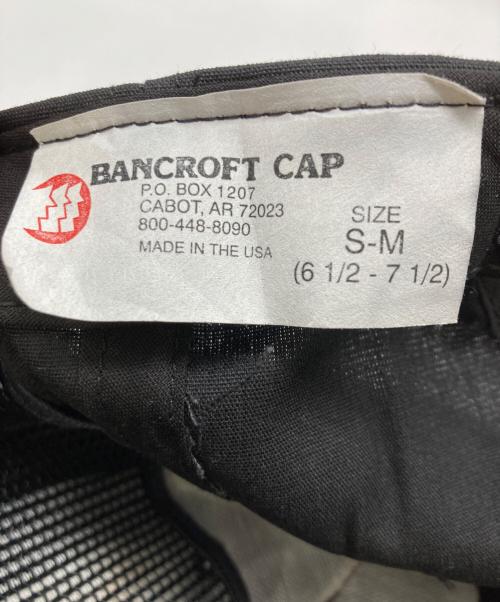 BANCROFT CAP
P.O. BOX 1207
CABOT, AR 72023
800-448-8090
MADE IN THE USA
SIZE
S-M
(6 1/2 - 7 1/2)